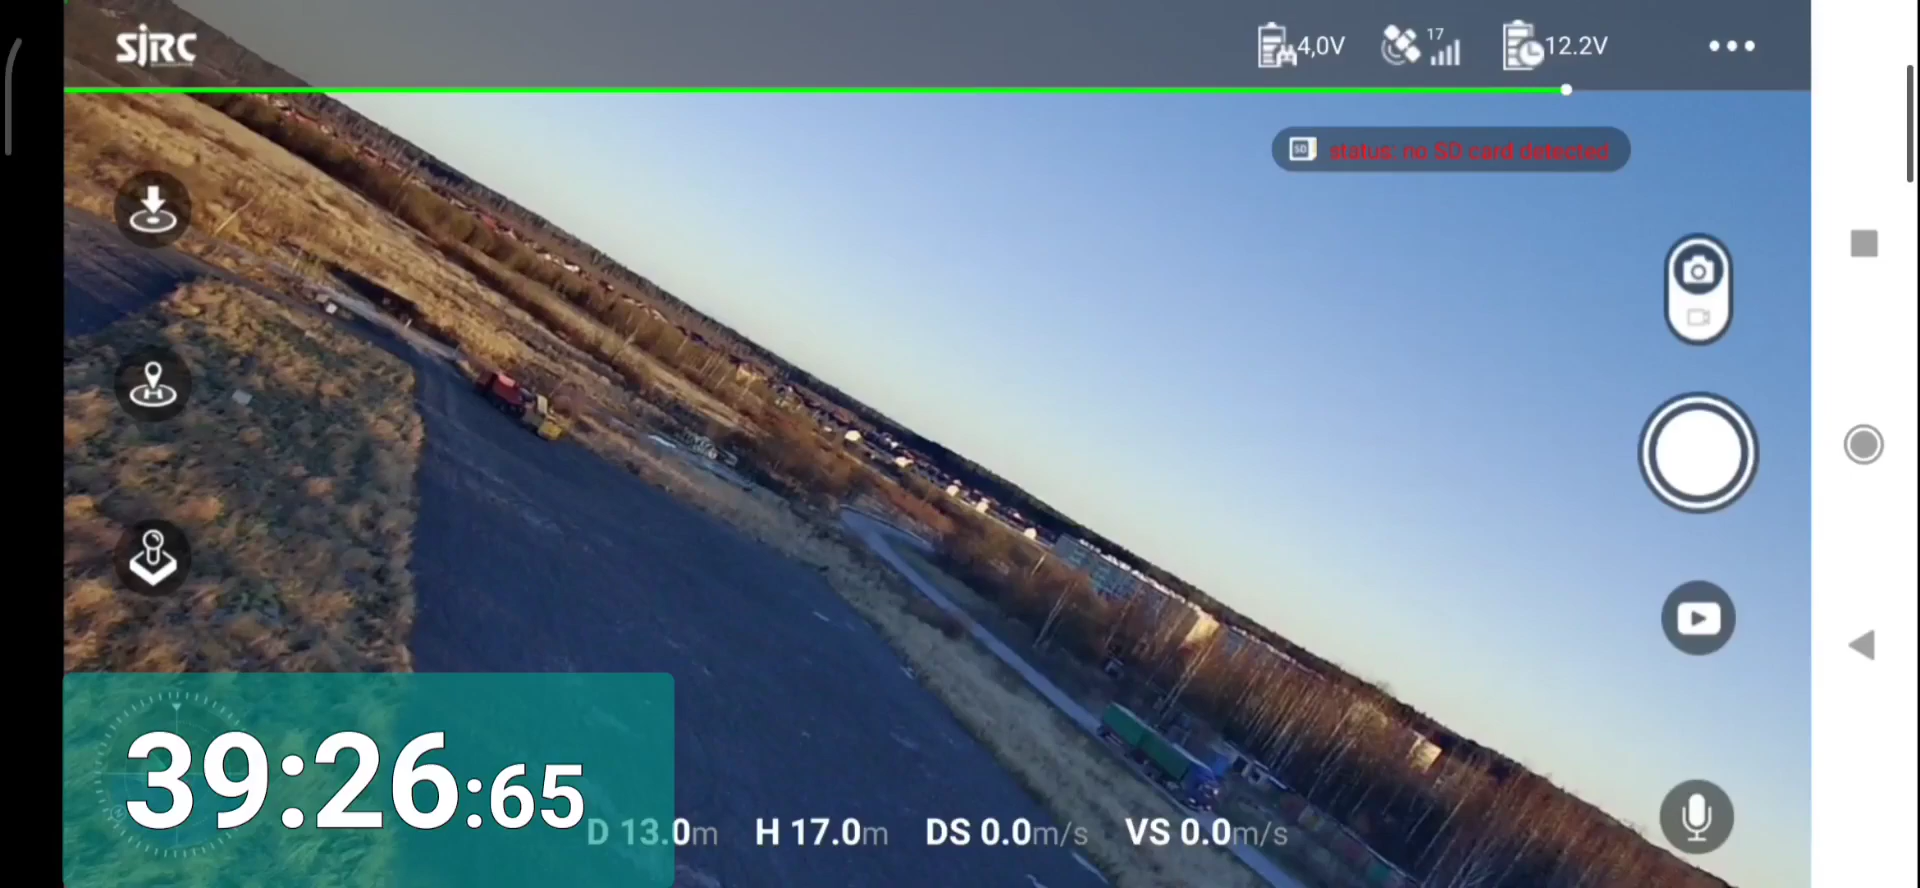 SJRC
4,0V
17
12.2V
SD
status: no SD card detected
39:26:65
D 13.0m H 17.0m DS 0.0m/s VS 0.0m/s